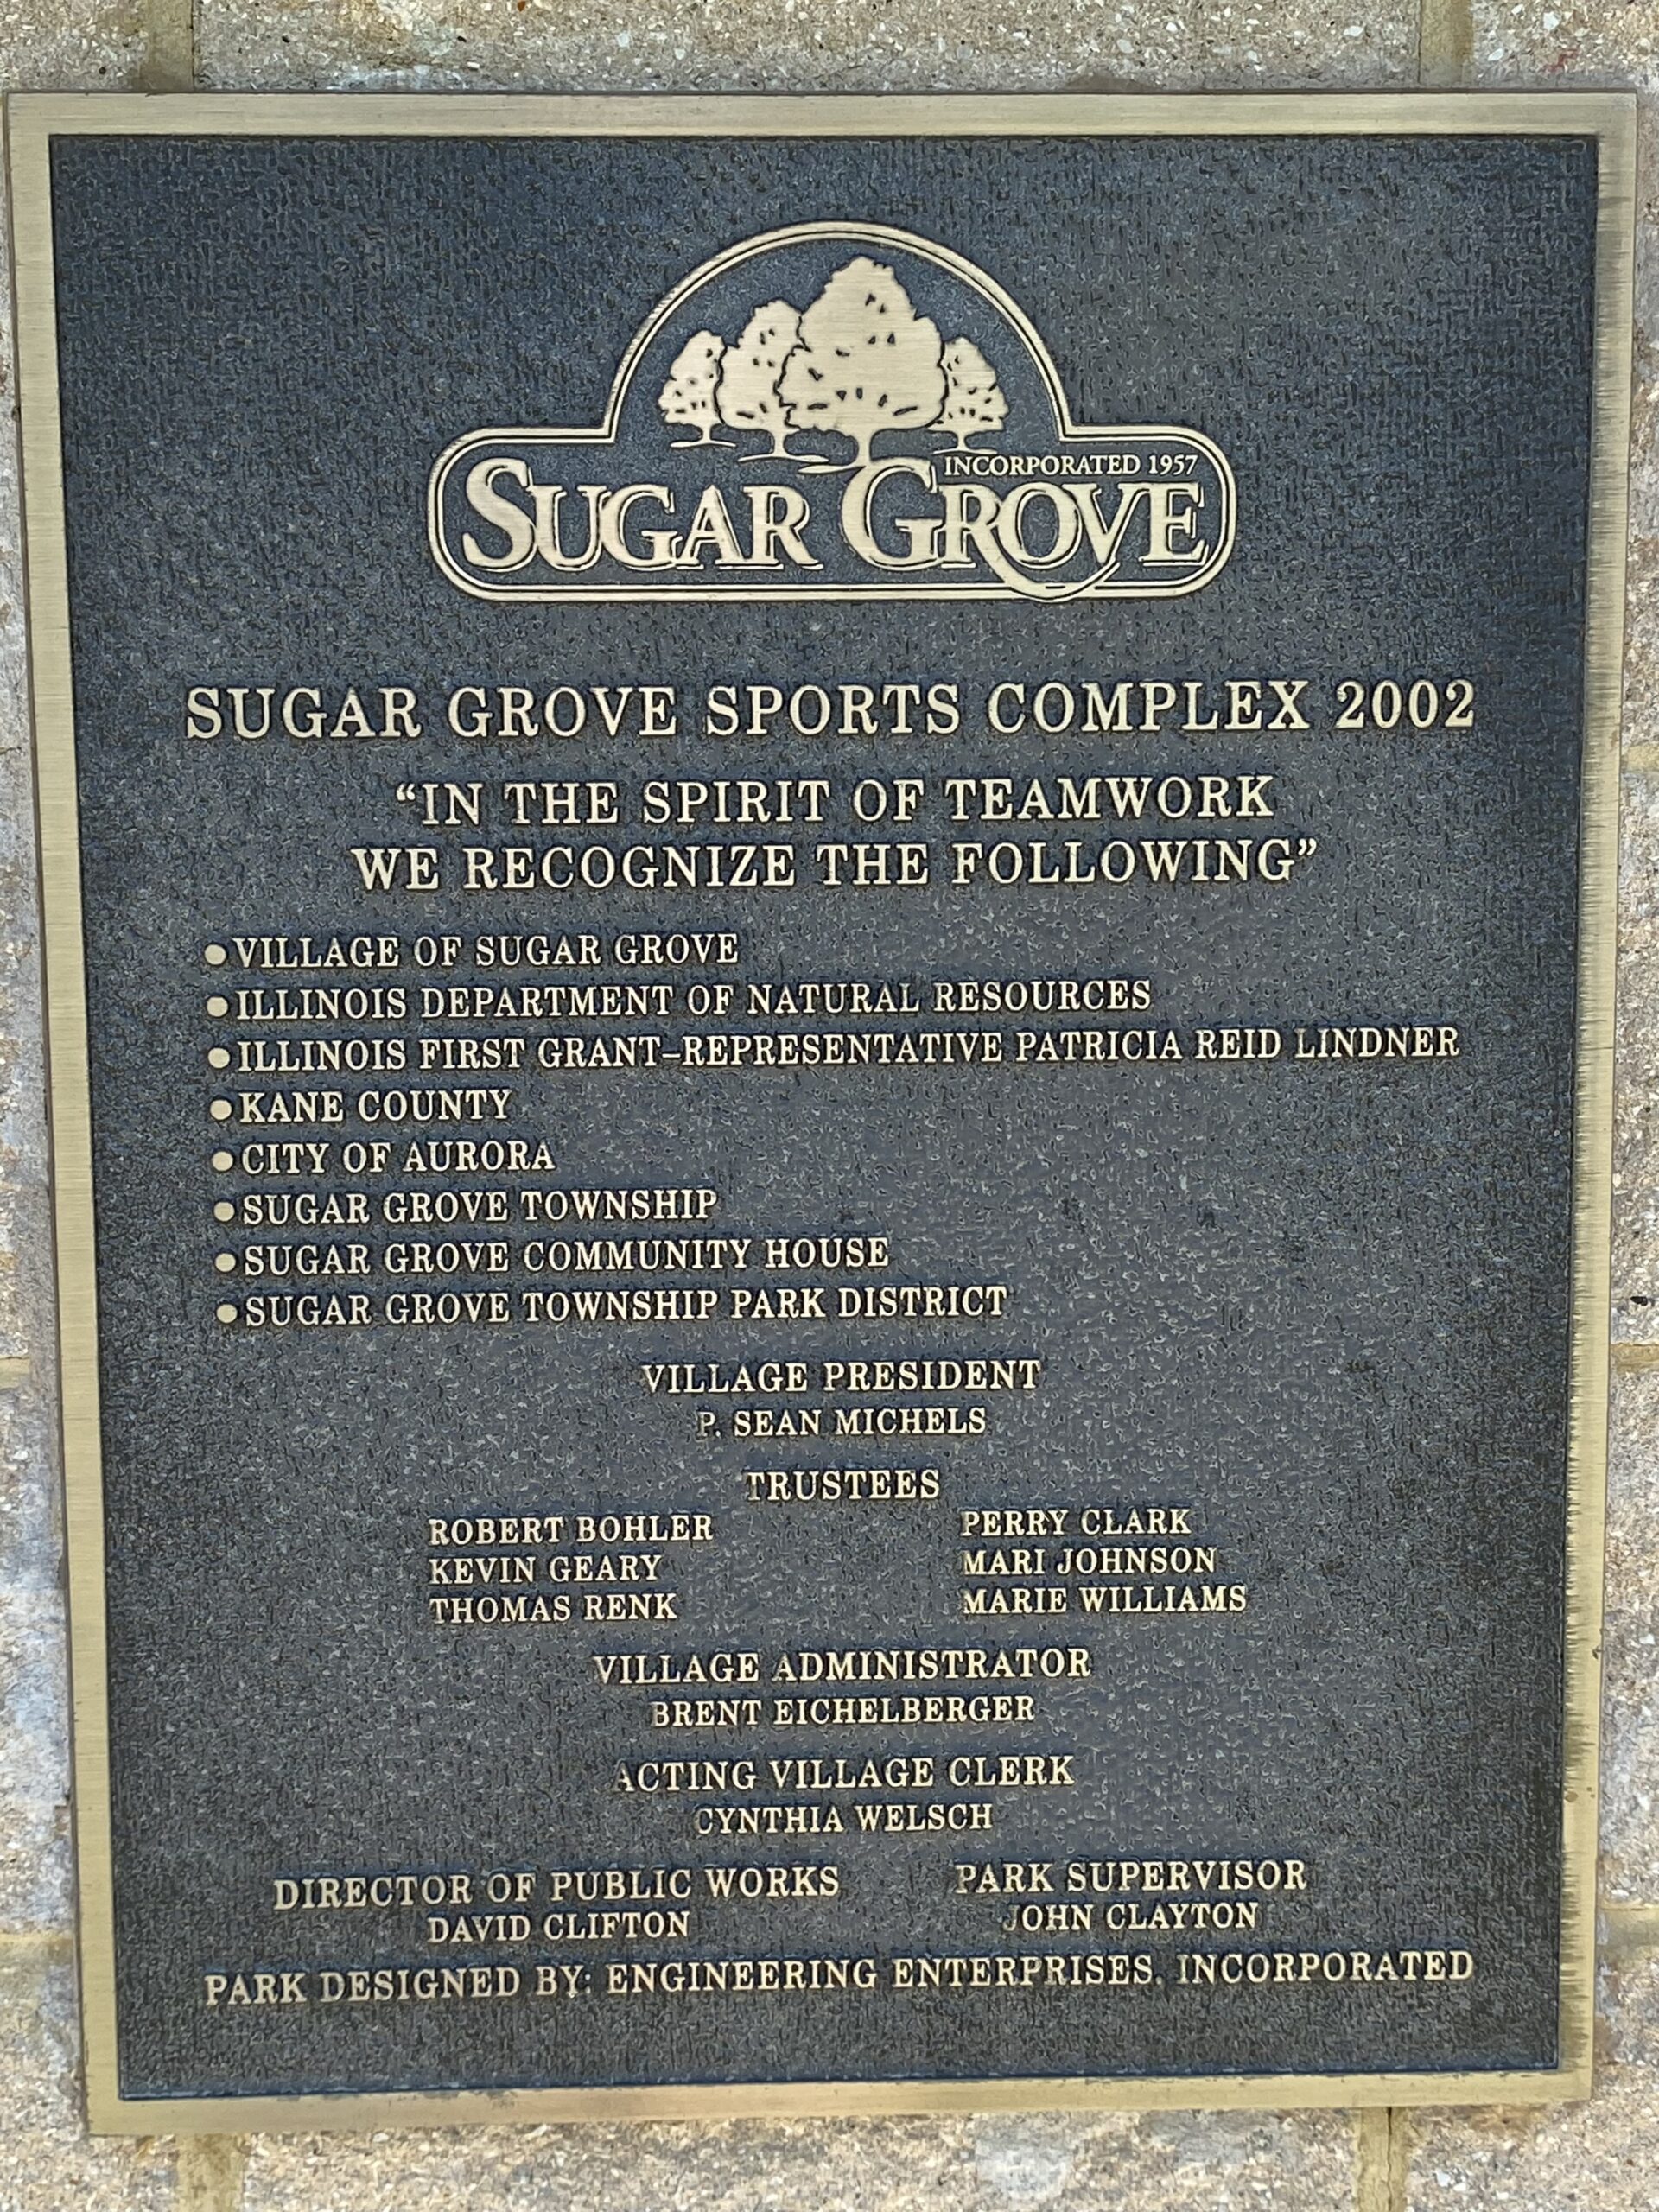 INCORPORATED 1957
SUGAR GROVE
SUGAR GROVE SPORTS COMPLEX 2002
“IN THE SPIRIT OF TEAMWORK
WE RECOGNIZE THE FOLLOWING”
●VILLAGE OF SUGAR GROVE
●ILLINOIS DEPARTMENT OF NATURAL RESOURCES
●ILLINOIS FIRST GRANT–REPRESENTATIVE PATRICIA REID LINDNER
●KANE COUNTY
●CITY OF AURORA
●SUGAR GROVE TOWNSHIP
●SUGAR GROVE COMMUNITY HOUSE
●SUGAR GROVE TOWNSHIP PARK DISTRICT
VILLAGE PRESIDENT
P. SEAN MICHELS
TRUSTEES
ROBERT BOHLER PERRY CLARK
KEVIN GEARY MARI JOHNSON
THOMAS RENK MARIE WILLIAMS
VILLAGE ADMINISTRATOR
BRENT EICHELBERGER
ACTING VILLAGE CLERK
CYNTHIA WELSCH
DIRECTOR OF PUBLIC WORKS PARK SUPERVISOR
DAVID CLIFTON JOHN CLAYTON
PARK DESIGNED BY: ENGINEERING ENTERPRISES, INCORPORATED